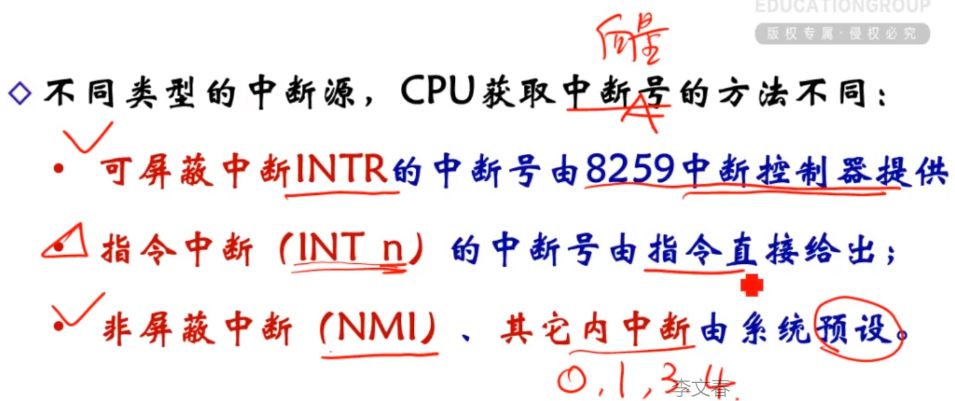 EDUCATIONGROUP
版权专属·侵权必究
向量
◇ 不同类型的中断源，CPU获取中断号的方法不同：
• 可屏蔽中断INTR的中断号由8259中断控制器提供
• 指令中断（INT n）的中断号由指令直接给出；
• 非屏蔽中断（NMI）、其它内中断由系统预设。
0,1,3,4.
李文春